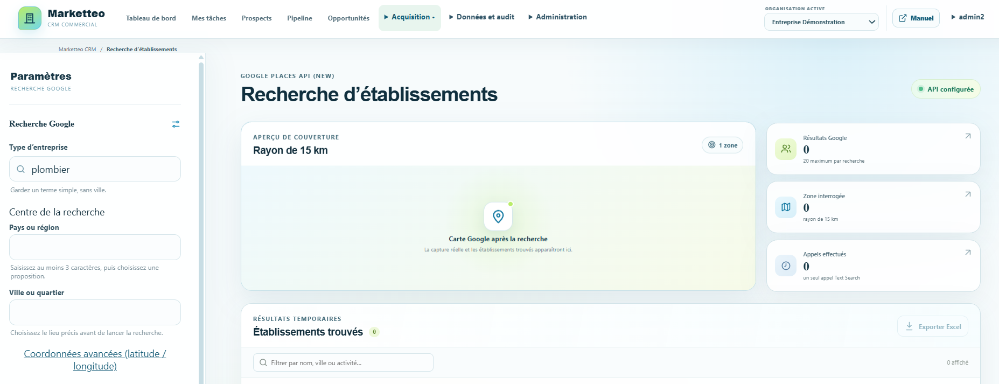 Marketteo
CRM COMMERCIAL
Tableau de bord
Mes tâches
Prospects
Pipeline
Opportunités
Acquisition •
Données et audit
Administration
ORGANISATION ACTIVE
Entreprise Démonstration
Manuel
admin2
Marketteo CRM / Recherche d’établissements
Paramètres
RECHERCHE GOOGLE
Recherche Google
Type d’entreprise
plombier
Gardez un terme simple, sans ville.
Centre de la recherche
Pays ou région
Saisissez au moins 3 caractères, puis choisissez une
proposition.
Ville ou quartier
Choisissez le lieu précis avant de lancer la recherche.
Coordonnées avancées (latitude /
longitude)
GOOGLE PLACES API (NEW)
Recherche d’établissements
API configurée
APERÇU DE COUVERTURE
Rayon de 15 km
1 zone
Carte Google après la recherche
La capture réelle et les établissements trouvés apparaîtront ici.
Résultats Google
0
20 maximum par recherche
Zone interrogée
0
rayon de 15 km
Appels effectués
0
un seul appel Text Search
RÉSULTATS TEMPORAIRES
Établissements trouvés 0
Exporter Excel
Filtrer par nom, ville ou activité...
0 affiché